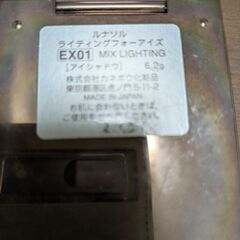 ルナソル
ライティングフォーアイズ
EX01 MIX LIGHTING
[アイシャドウ] 6.2g
株式会社カネボウ化粧品
東京都港区虎ノ門5-11-2
MADE IN JAPAN
お肌に合わないときは、
ご使用をおやめください。